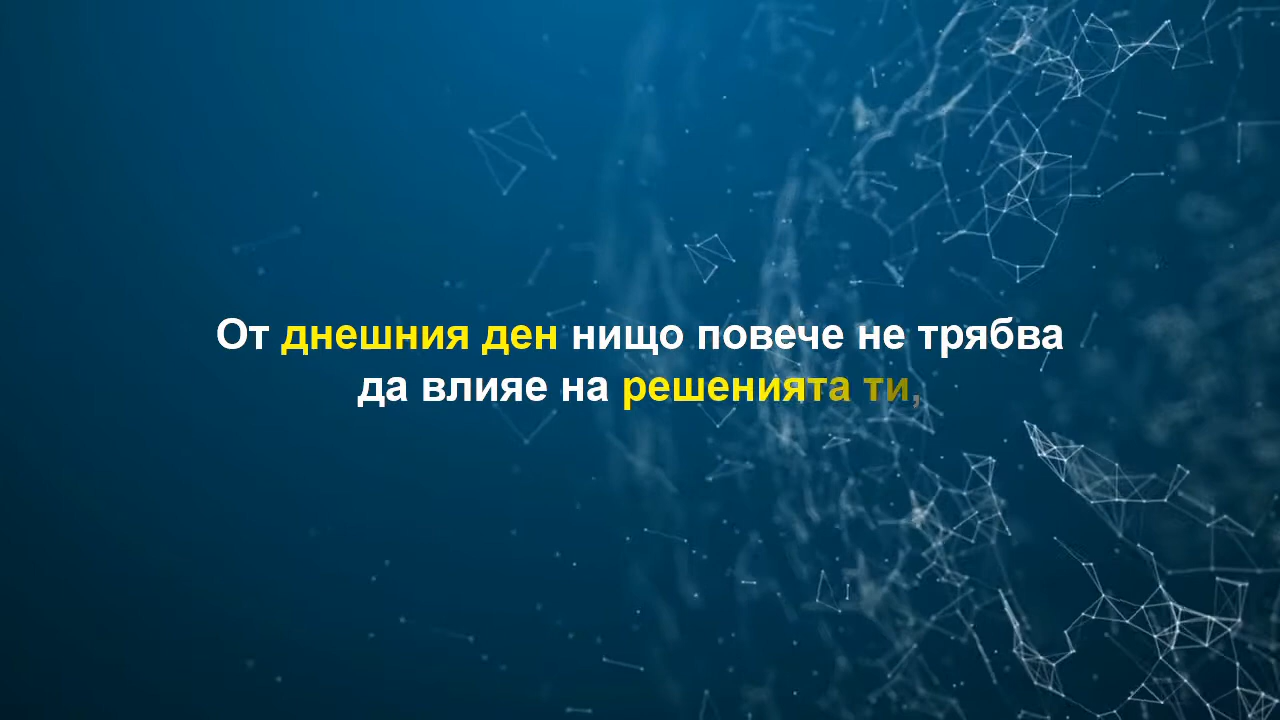 От днешния ден нищо повече не трябва
да влияе на решенията ти,